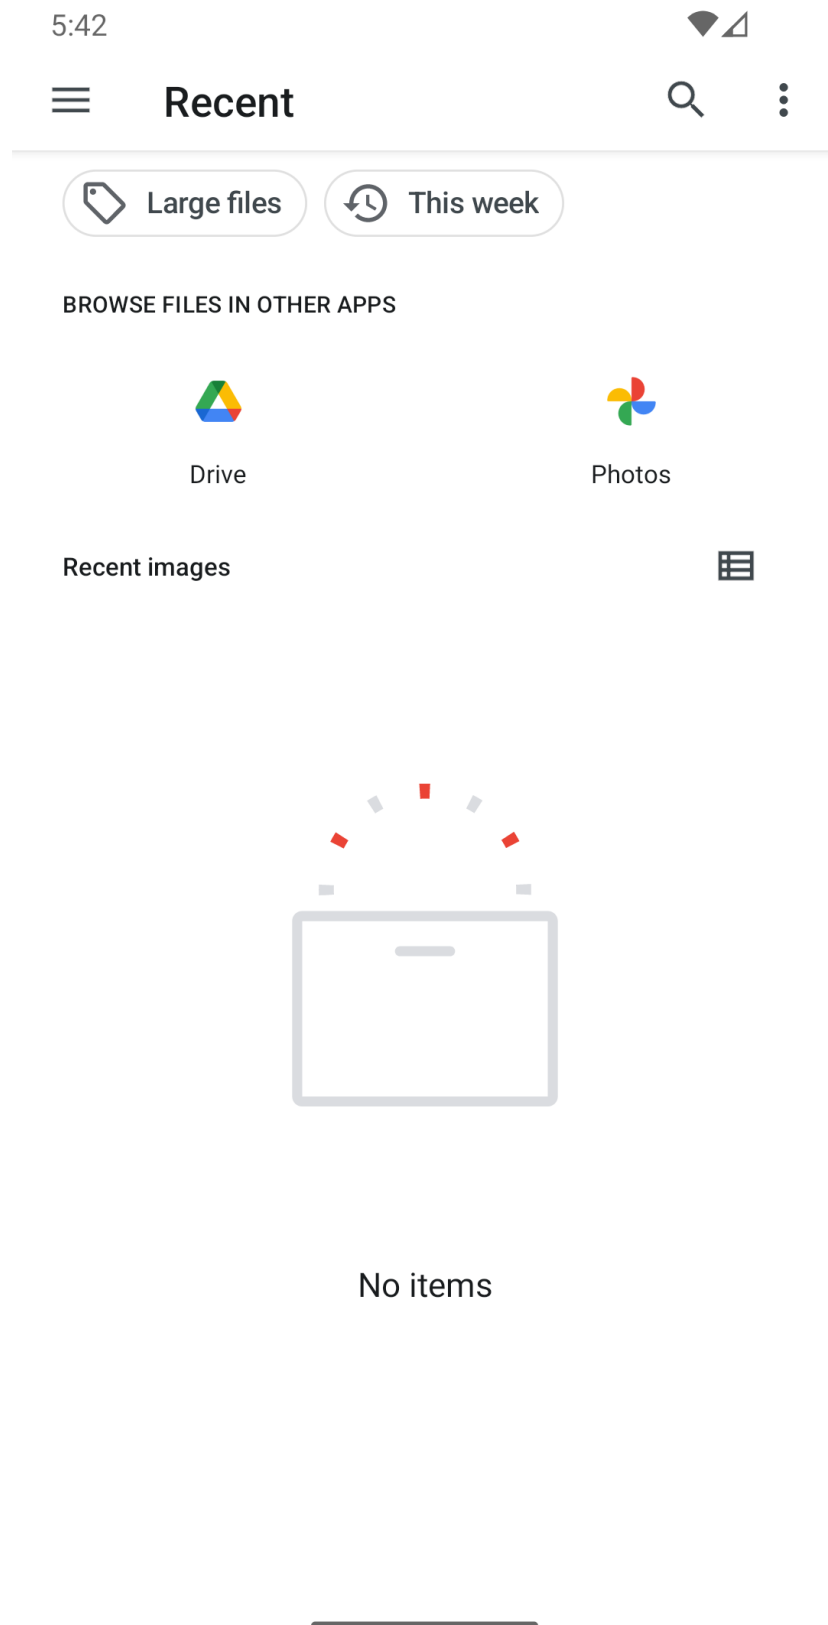 5:42
Recent
Large files
This week
BROWSE FILES IN OTHER APPS
Drive
Photos
Recent images
No items